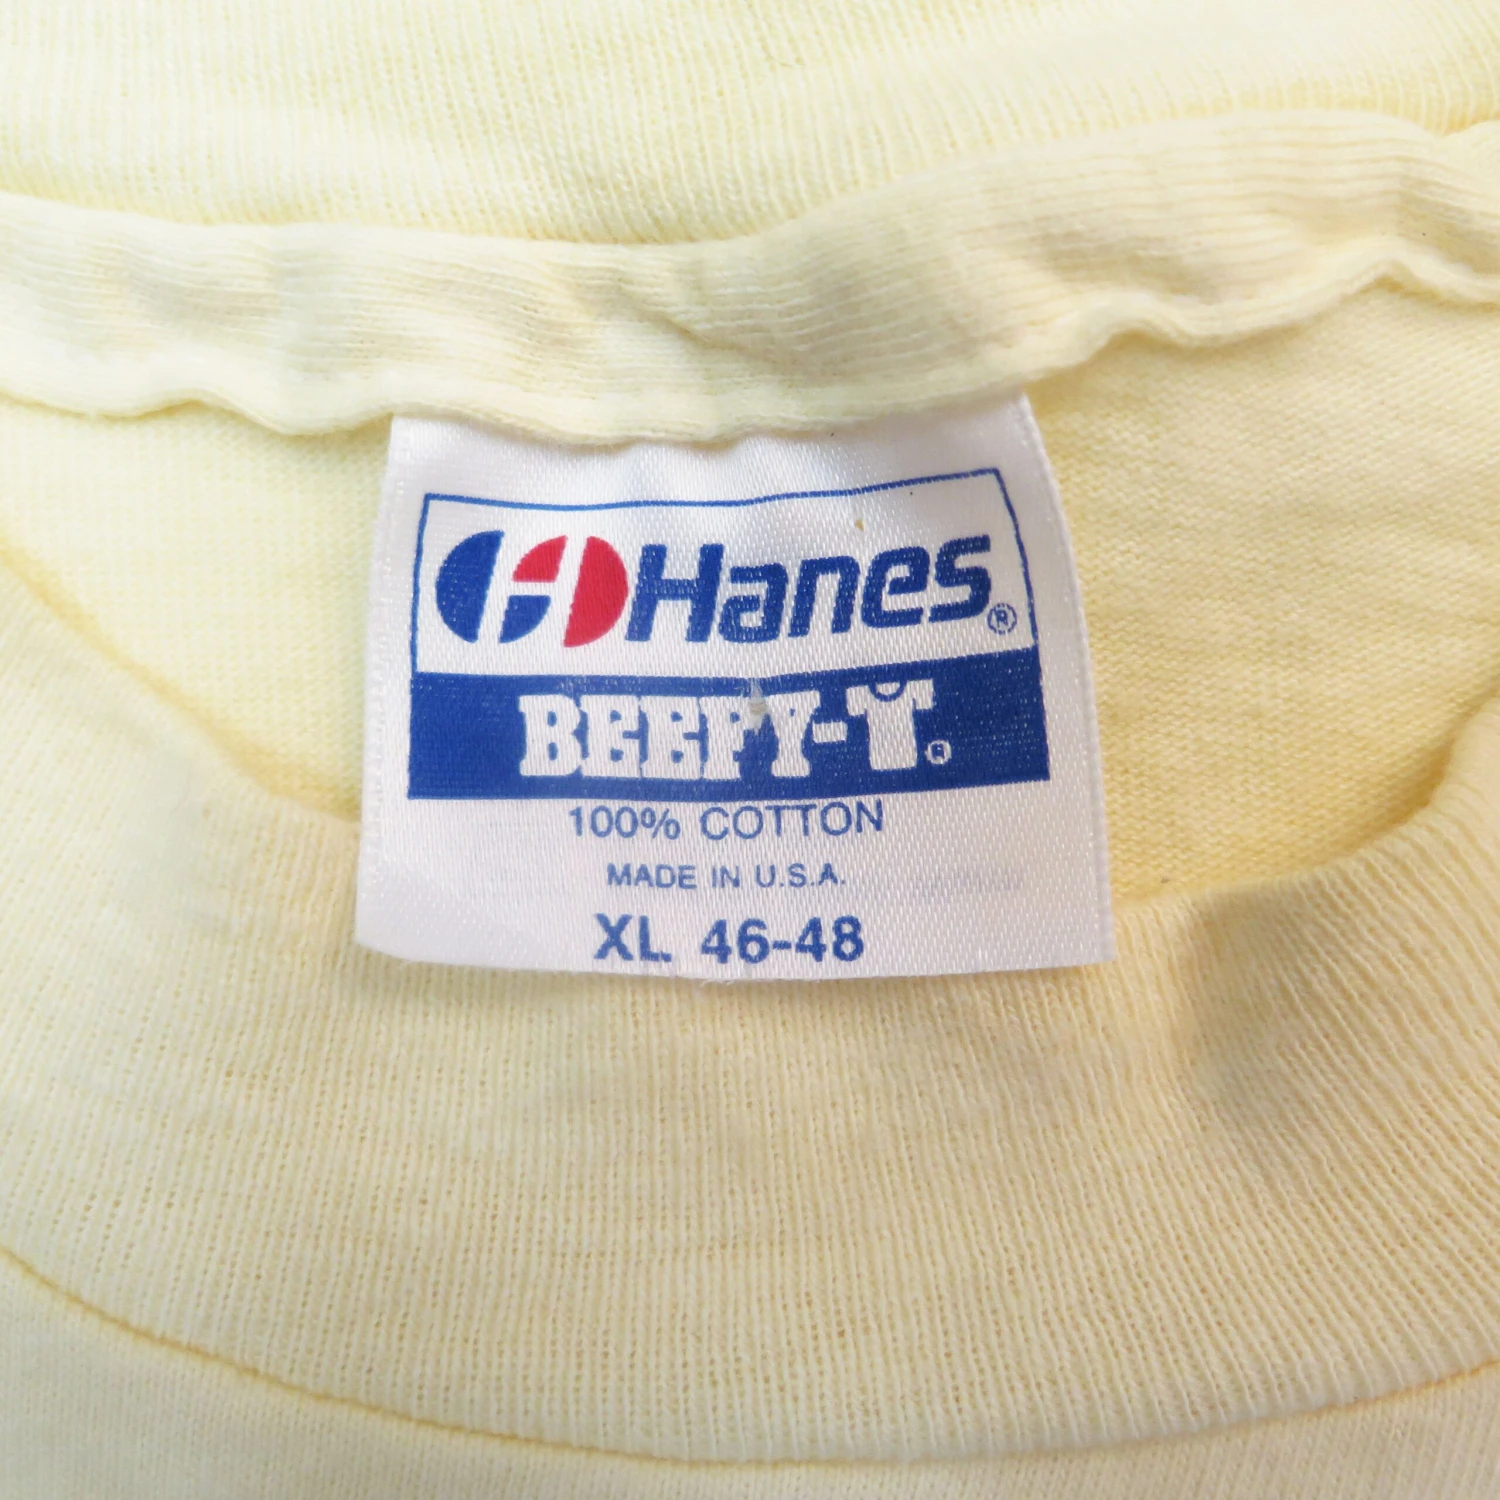 Hanes®
BEEFY-T®
100% COTTON
MADE IN U.S.A.
XL 46-48